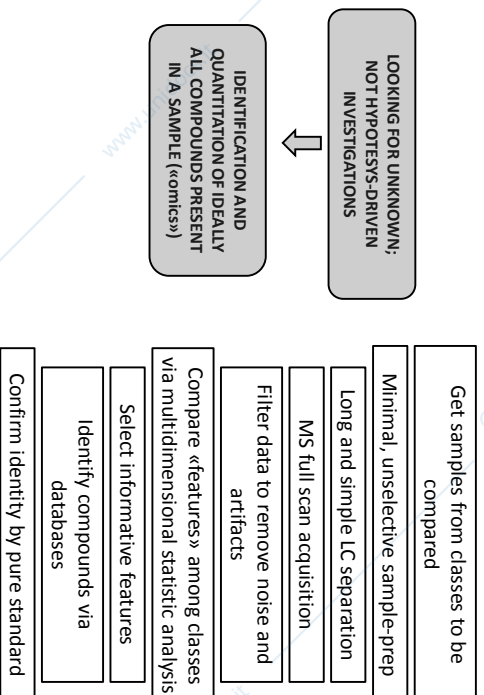 LOOKING FOR UNKNOWN;
NOT HYPOTESYS-DRIVEN
INVESTIGATIONS
IDENTIFICATION AND
QUANTITATION OF IDEALLY
ALL COMPOUNDS PRESENT
IN A SAMPLE («omics»)
Get samples from classes to be
compared
Minimal, unselective sample-prep
Long and simple LC separation
MS full scan acquisition
Filter data to remove noise and
artifacts
Compare «features» among classes
via multidimensional statistic analysis
Select informative features
Identify compounds via
databases
Confirm identity by pure standard